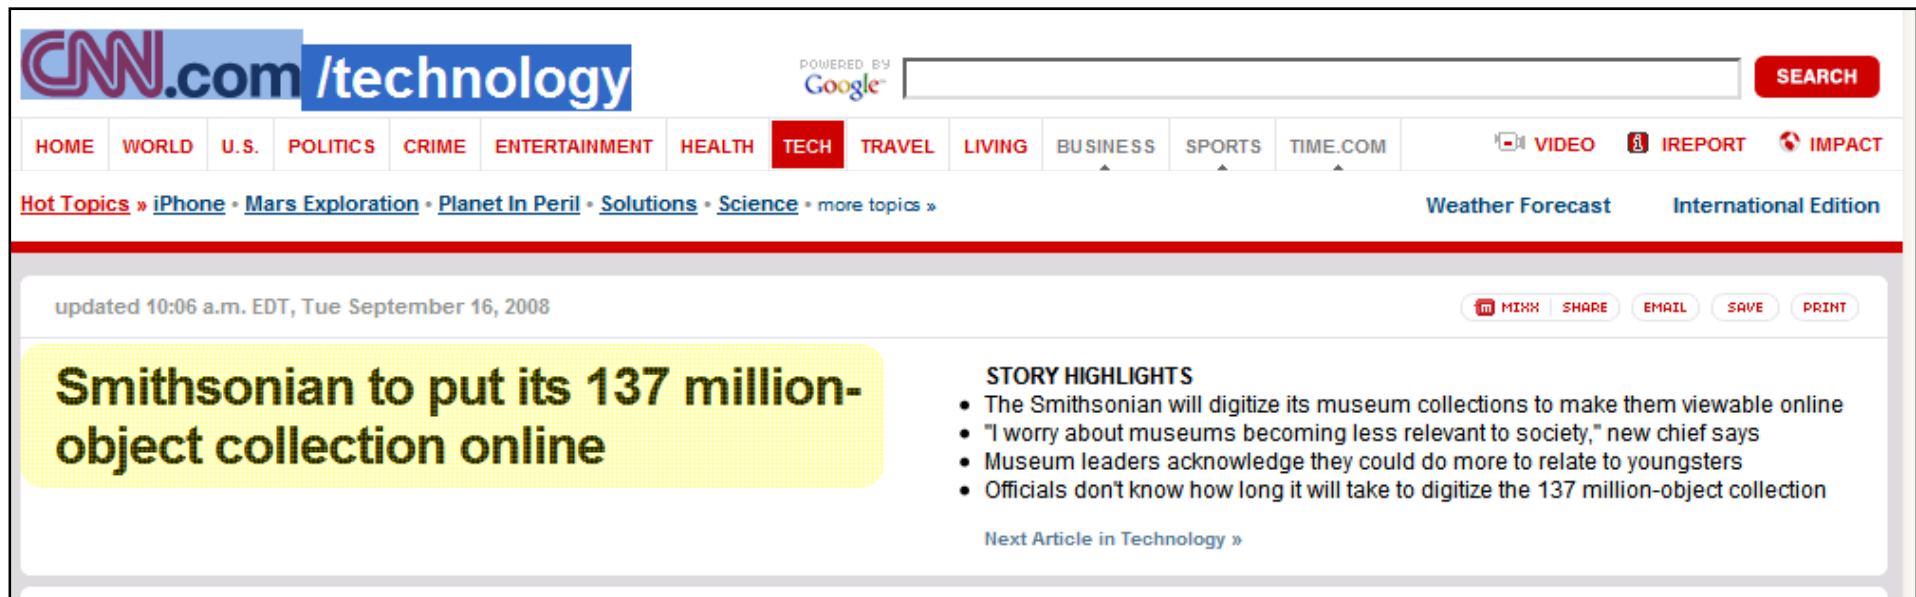 CNN.com /technology
POWERED BY
Google
SEARCH
HOME WORLD U.S. POLITICS CRIME ENTERTAINMENT HEALTH TECH TRAVEL LIVING BUSINESS SPORTS TIME.COM VIDEO IREPORT IMPACT
Hot Topics » iPhone • Mars Exploration • Planet In Peril • Solutions • Science • more topics » Weather Forecast International Edition
updated 10:06 a.m. EDT, Tue September 16, 2008
MIXX SHARE EMAIL SAVE PRINT
Smithsonian to put its 137 million-
object collection online
STORY HIGHLIGHTS
• The Smithsonian will digitize its museum collections to make them viewable online
• "I worry about museums becoming less relevant to society," new chief says
• Museum leaders acknowledge they could do more to relate to youngsters
• Officials don't know how long it will take to digitize the 137 million-object collection
Next Article in Technology »